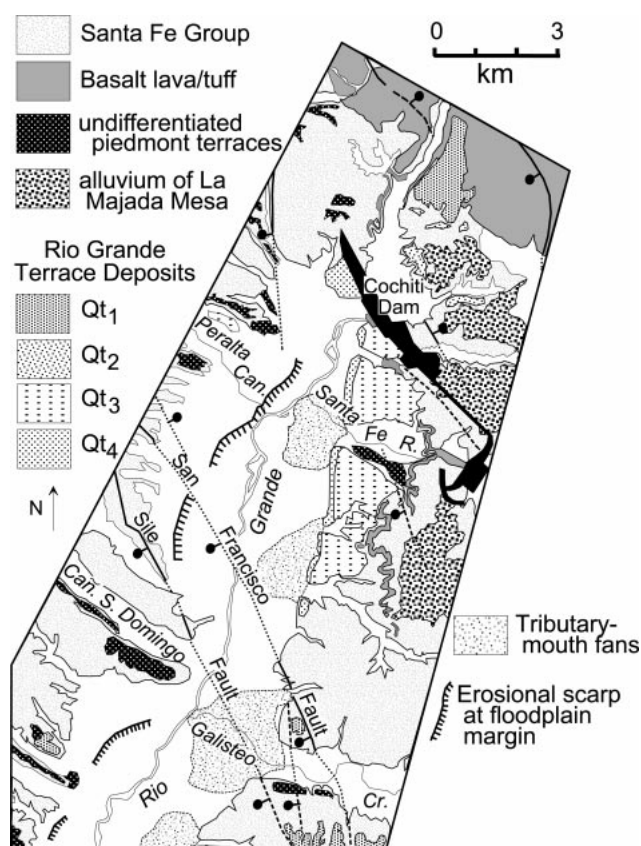 Santa Fe Group
Basalt lava/tuff
undifferentiated
piedmont terraces
alluvium of La
Majada Mesa
Rio Grande
Terrace Deposits
Qt1
Qt2
Qt3
Qt4
N
0 3
km
Cochiti
Dam
Peralta
Can.
Santa
Fe R.
San
Francisco
Fault
Grande
Sile
Fault
Can. S. Domingo
Galisteo
Cr.
Rio
Tributary-
mouth fans
Erosional scarp
at floodplain
margin